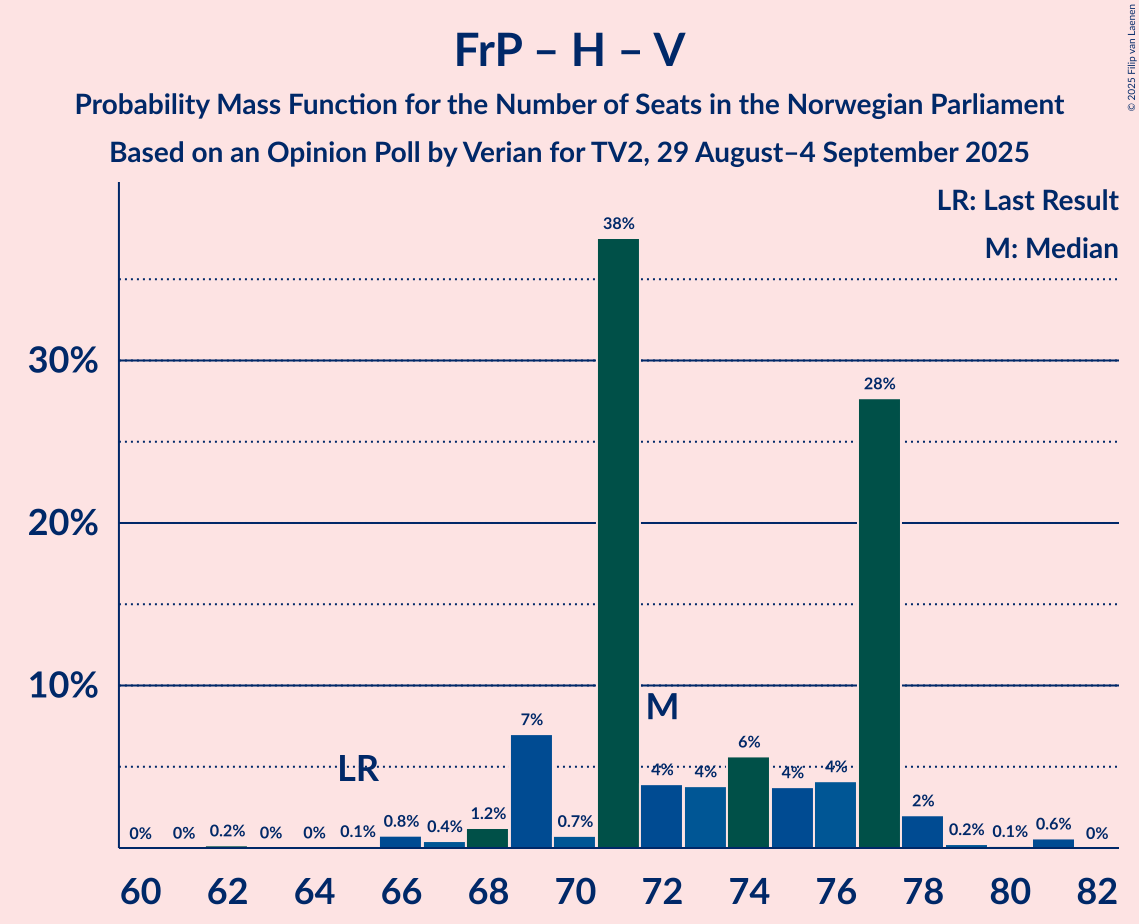 FrP – H – V
Probability Mass Function for the Number of Seats in the Norwegian Parliament
Based on an Opinion Poll by Verian for TV2, 29 August–4 September 2025
© 2025 Filip van Laenen
LR: Last Result
M: Median
30%
20%
10%
0% 0% 0.2% 0% 0% 0.1% 0.8% 0.4% 1.2% 7% 0.7% 38% 4% 4% 6% 4% 4% 28% 2% 0.2% 0.1% 0.6% 0%
LR
M
60 62 64 66 68 70 72 74 76 78 80 82